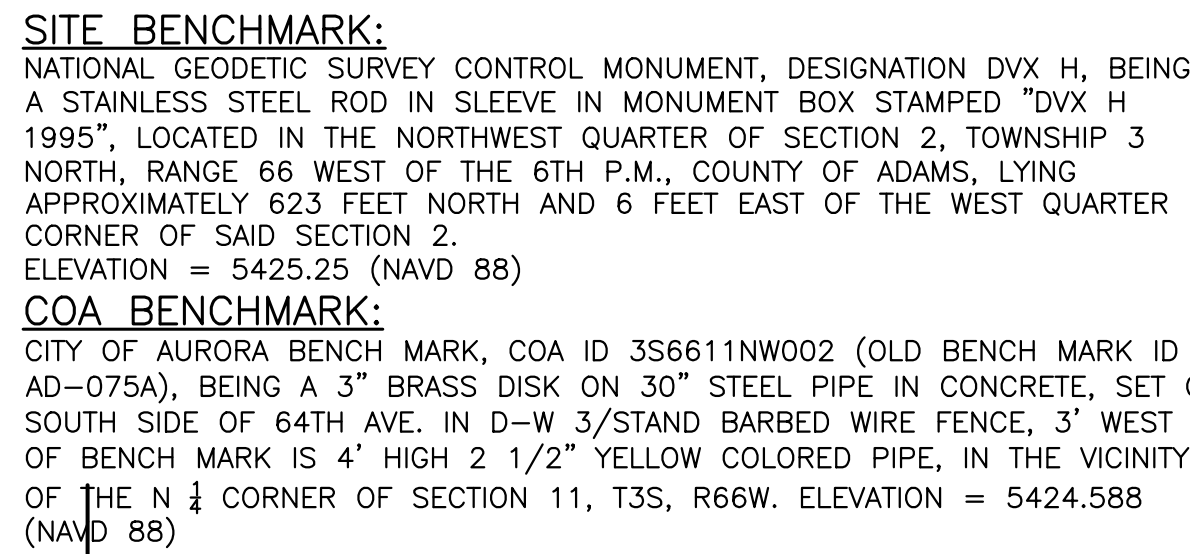 SITE BENCHMARK:
NATIONAL GEODETIC SURVEY CONTROL MONUMENT, DESIGNATION DVX H, BEING
A STAINLESS STEEL ROD IN SLEEVE IN MONUMENT BOX STAMPED "DVX H
1995", LOCATED IN THE NORTHWEST QUARTER OF SECTION 2, TOWNSHIP 3
NORTH, RANGE 66 WEST OF THE 6TH P.M., COUNTY OF ADAMS, LYING
APPROXIMATELY 623 FEET NORTH AND 6 FEET EAST OF THE WEST QUARTER
CORNER OF SAID SECTION 2.
ELEVATION = 5425.25 (NAVD 88)
COA BENCHMARK:
CITY OF AURORA BENCH MARK, COA ID 3S6611NW002 (OLD BENCH MARK ID
AD-075A), BEING A 3" BRASS DISK ON 30" STEEL PIPE IN CONCRETE, SET
SOUTH SIDE OF 64TH AVE. IN D-W 3/STAND BARBED WIRE FENCE, 3' WEST
OF BENCH MARK IS 4' HIGH 2 1/2" YELLOW COLORED PIPE, IN THE VICINITY
OF THE N ¼ CORNER OF SECTION 11, T3S, R66W. ELEVATION = 5424.588
(NAVD 88)